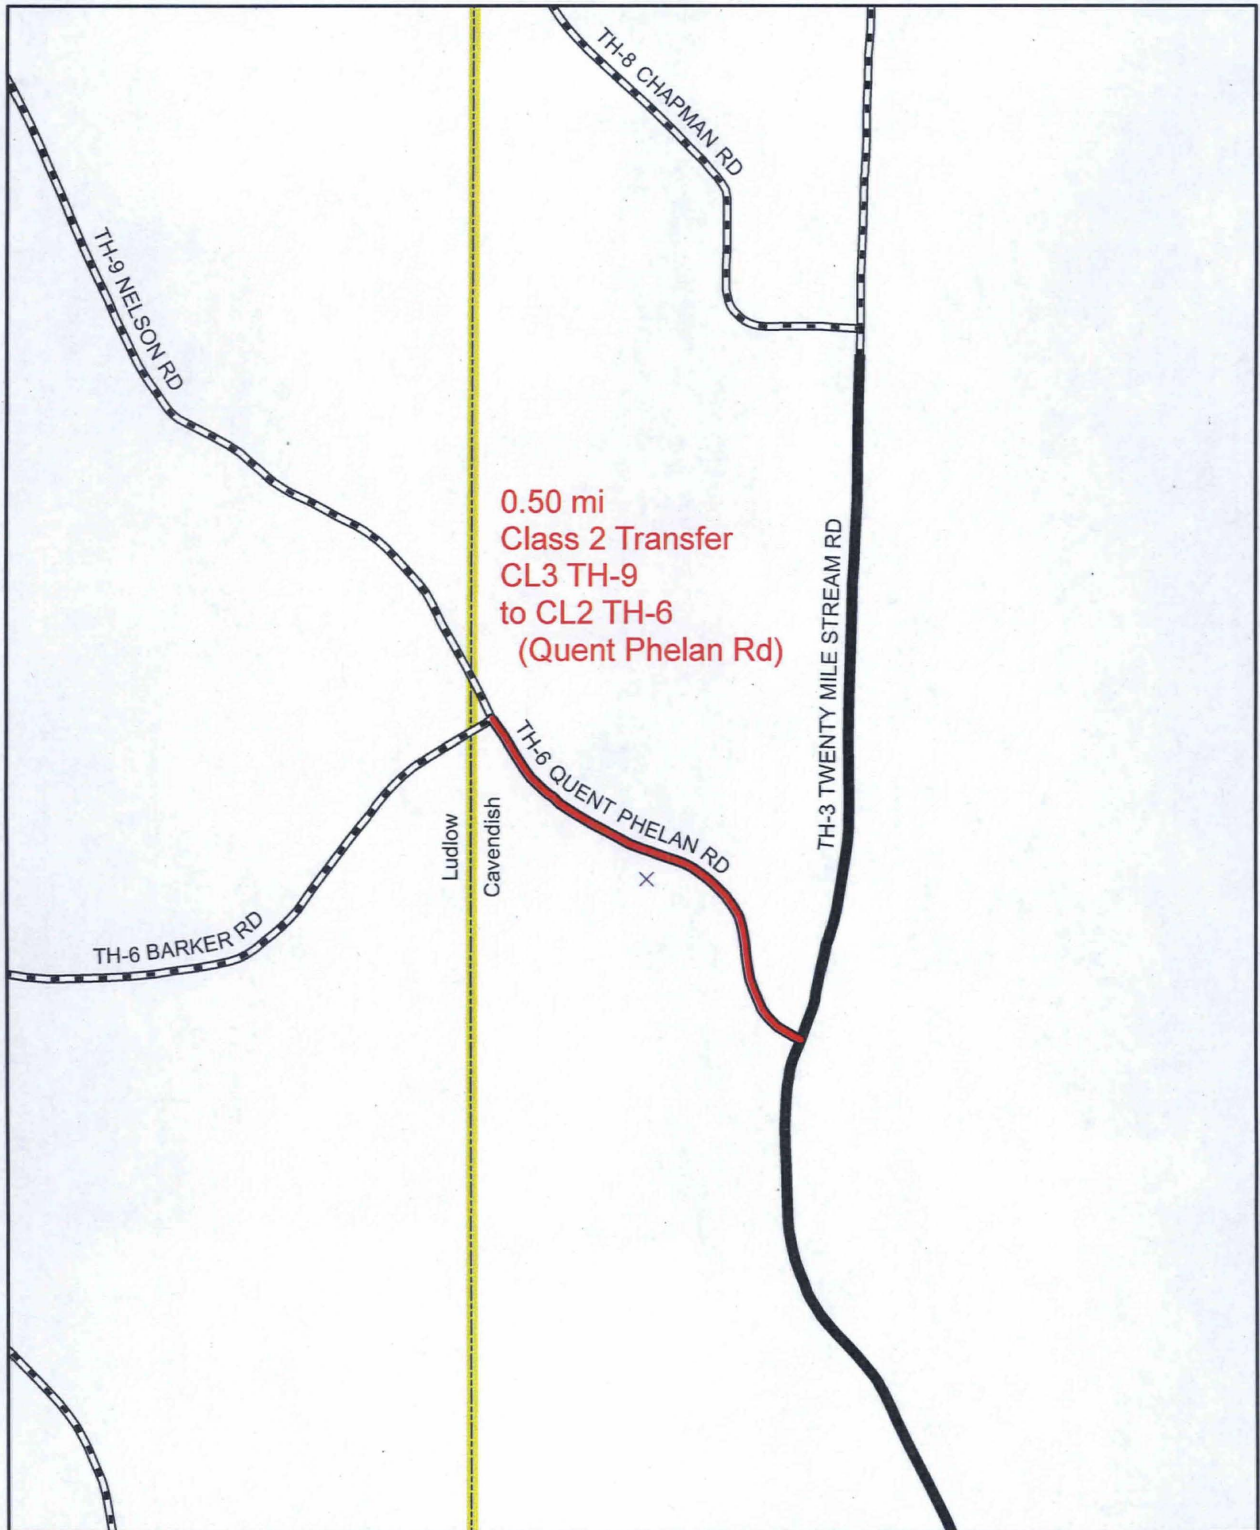 TH-8 CHAPMAN RD
TH-9 NELSON RD
0.50 mi
Class 2 Transfer
CL3 TH-9
to CL2 TH-6
(Quent Phelan Rd)
TH-3 TWENTY MILE STREAM RD
TH-6 QUENT PHELAN RD
Ludlow
Cavendish
TH-6 BARKER RD